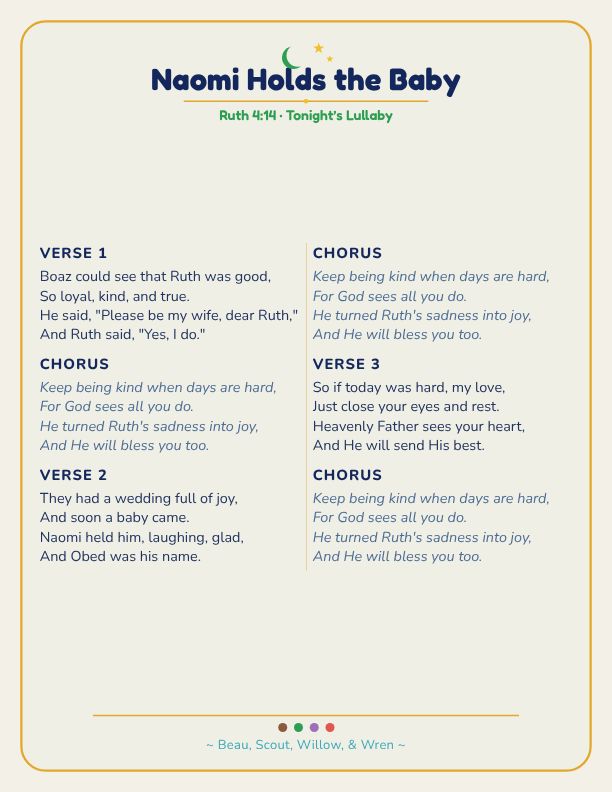 Naomi Holds the Baby
Ruth 4:14 · Tonight's Lullaby
VERSE 1
Boaz could see that Ruth was good,
So loyal, kind, and true.
He said, "Please be my wife, dear Ruth,"
And Ruth said, "Yes, I do."
CHORUS
Keep being kind when days are hard,
For God sees all you do.
He turned Ruth's sadness into joy,
And He will bless you too.
VERSE 2
They had a wedding full of joy,
And soon a baby came.
Naomi held him, laughing, glad,
And Obed was his name.
CHORUS
Keep being kind when days are hard,
For God sees all you do.
He turned Ruth's sadness into joy,
And He will bless you too.
VERSE 3
So if today was hard, my love,
Just close your eyes and rest.
Heavenly Father sees your heart,
And He will send His best.
CHORUS
Keep being kind when days are hard,
For God sees all you do.
He turned Ruth's sadness into joy,
And He will bless you too.
~ Beau, Scout, Willow, & Wren ~